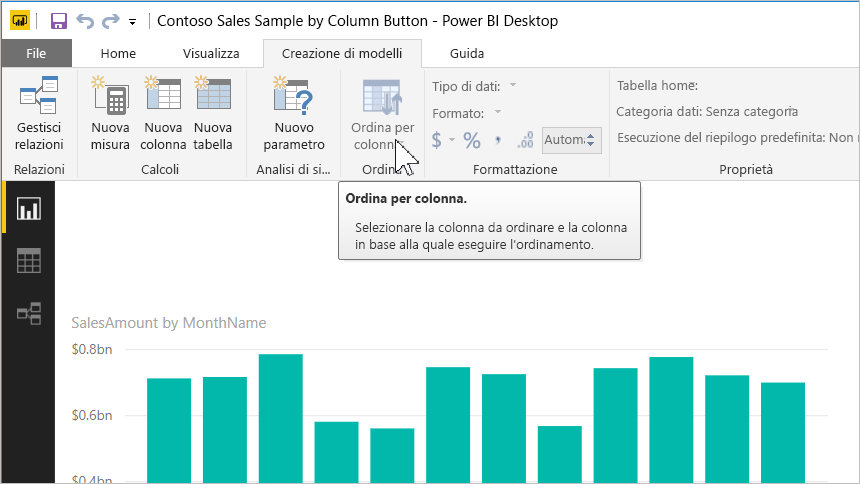 Contoso Sales Sample by Column Button - Power BI Desktop
File Home Visualizza Creazione di modelli Guida
Gestisci relazioni
Nuova misura
Nuova colonna
Nuova tabella
Nuovo parametro
Ordina per
Tipo di dati:
Formato:
$ % , .00
Tabella home:
Categoria dati: Senza categoria
Esecuzione del riepilogo predefinita: Non
Relazioni Calcoli Analisi di si... Formattazione Proprietà
Ordina per colonna.
Selezionare la colonna da ordinare e la colonna
in base alla quale eseguire l'ordinamento.
SalesAmount by MonthName
$0.8bn
$0.6bn
$0.4bn